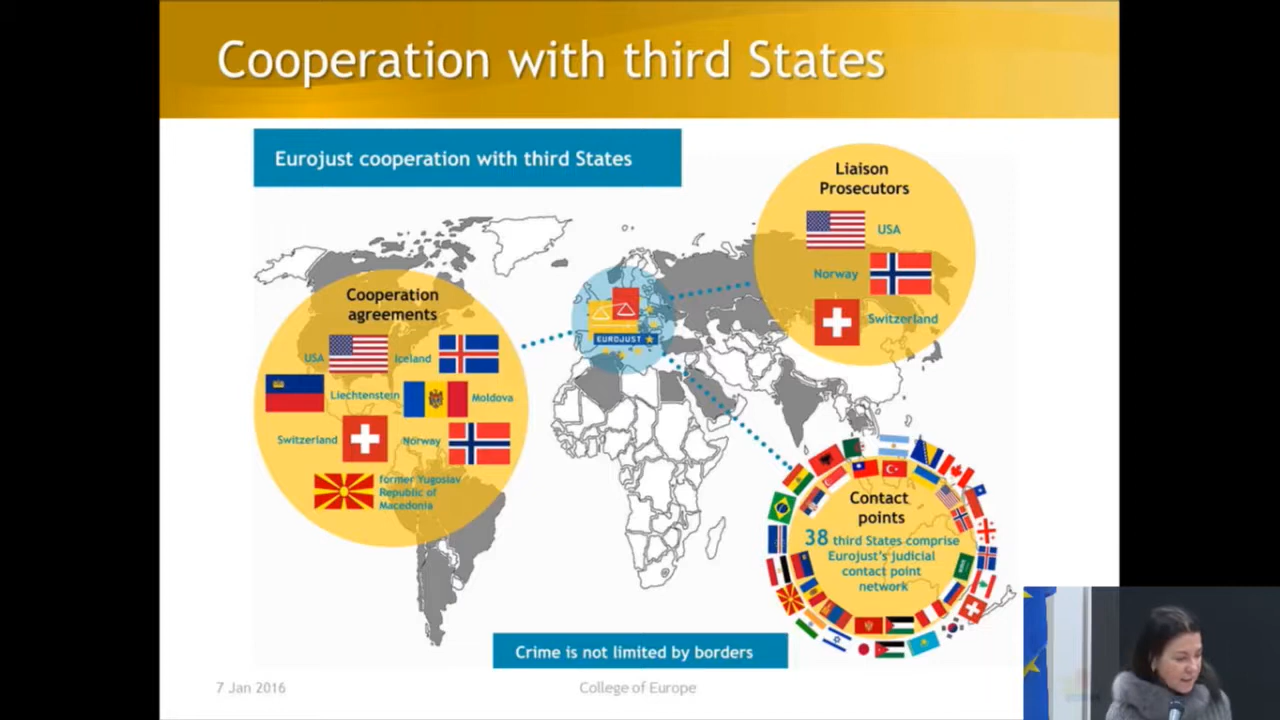 Cooperation with third States
Eurojust cooperation with third States
Liaison
Prosecutors
USA
Norway
Switzerland
Cooperation
agreements
USA
Iceland
Liechtenstein
Moldova
Switzerland
Norway
former Yugoslav
Republic of
Macedonia
EUROJUST
Contact
points
38 third States comprise
Eurojust's judicial
contact point
network
Crime is not limited by borders
7 Jan 2016
College of Europe